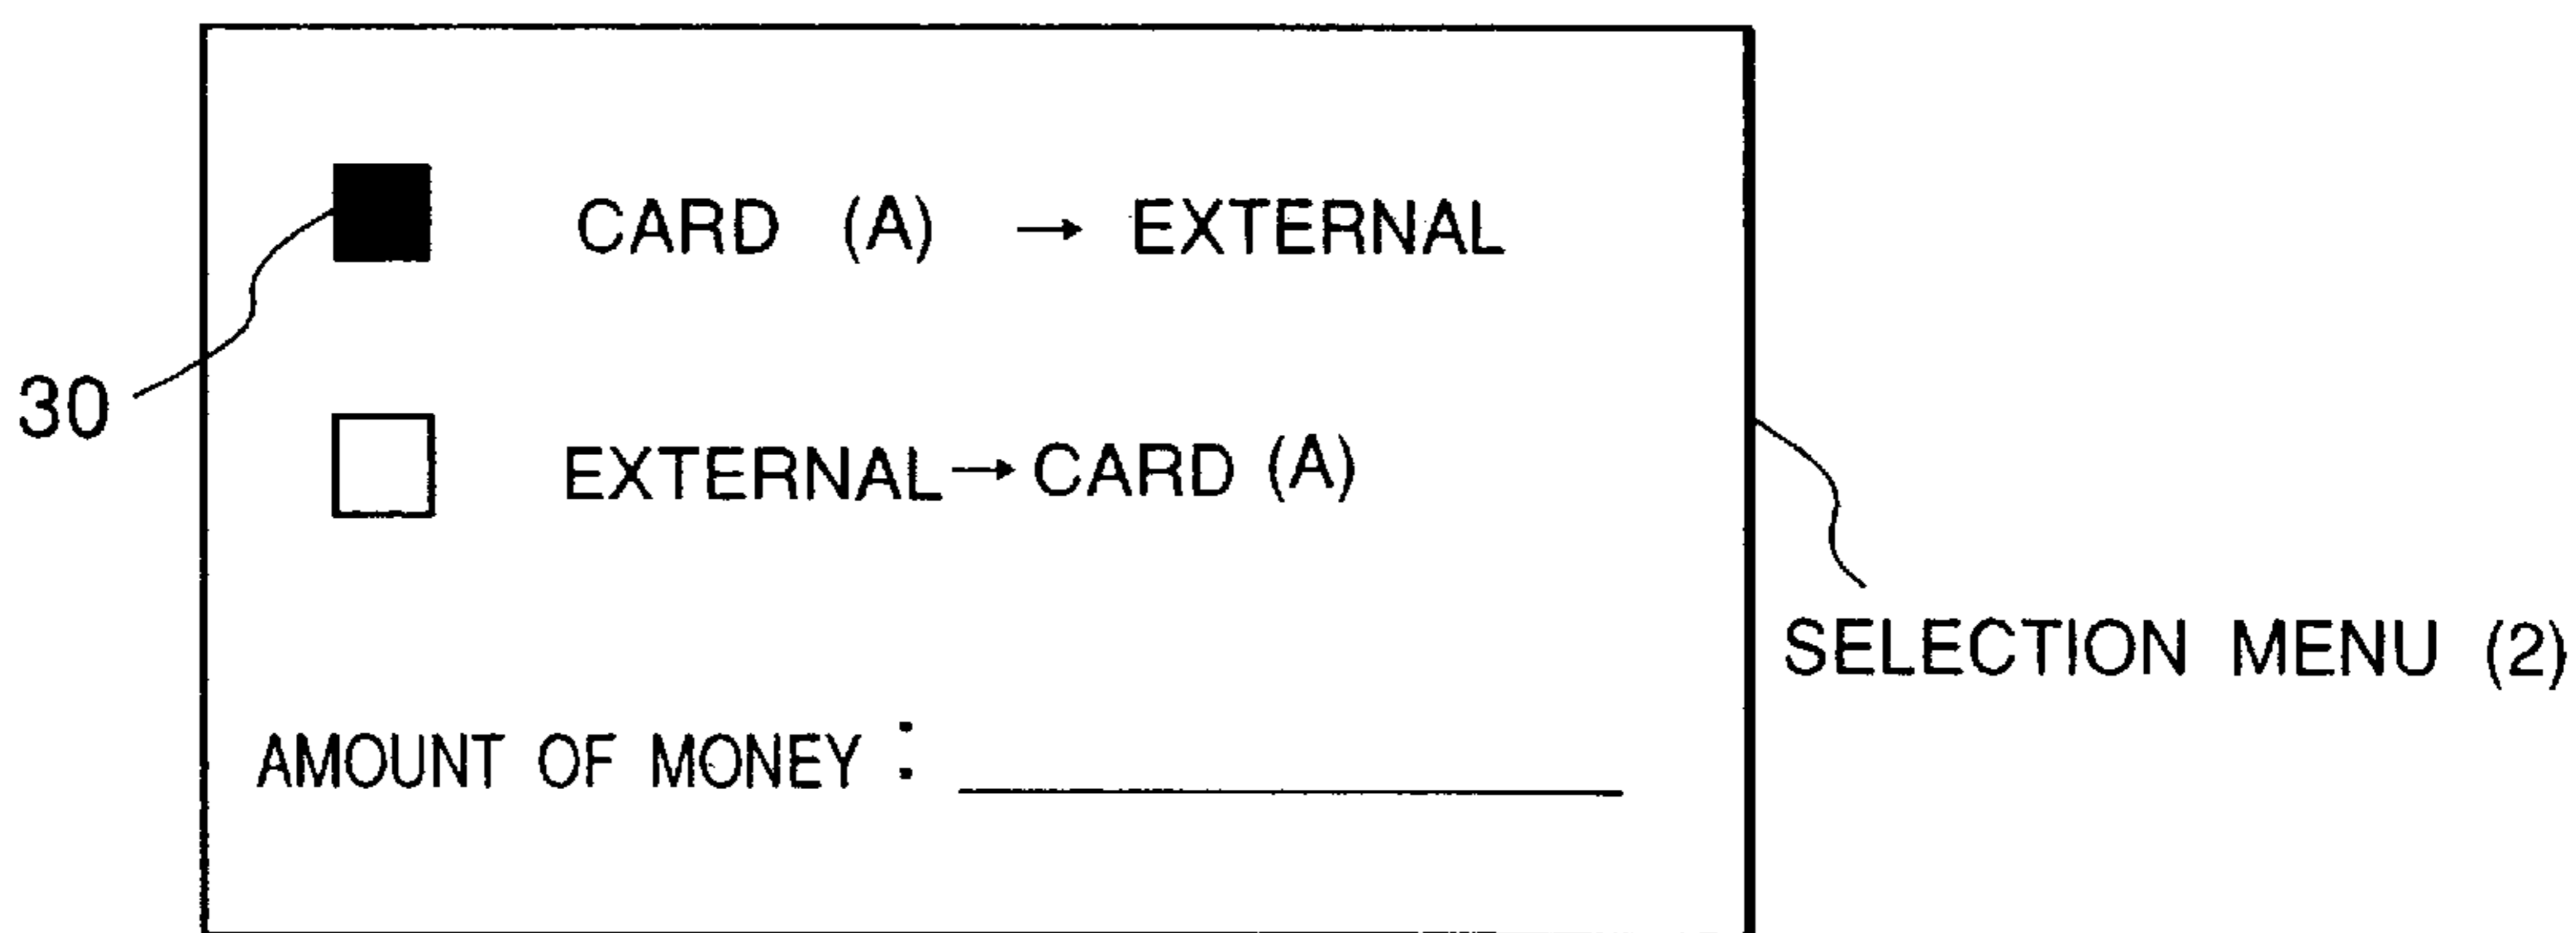 CARD (A) → EXTERNAL
30
EXTERNAL → CARD (A)
SELECTION MENU (2)
AMOUNT OF MONEY :